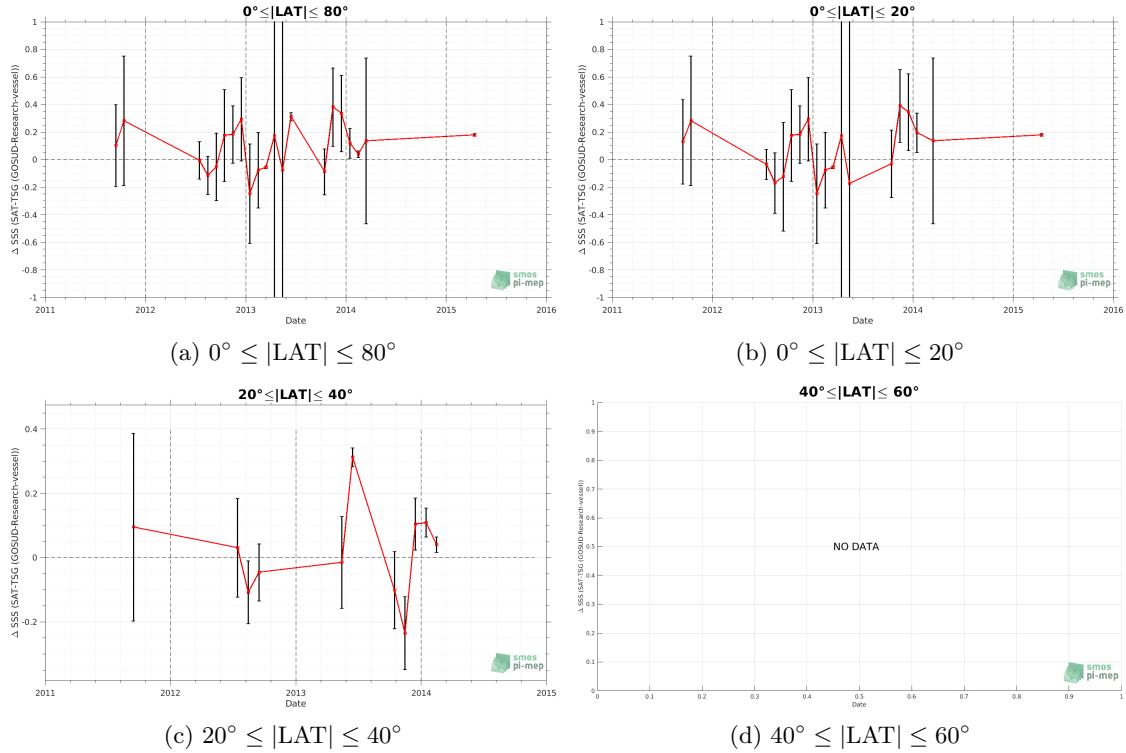 0°≤|LAT|≤ 80°
Δ SSS (SAT-TSG (GOSUD-Research-vessel))
1
0.8
0.6
0.4
0.2
0
-0.2
-0.4
-0.6
-0.8
-1
2011
2012
2013
2014
2015
2016
Date
smos
pi-mep
(a) 0° ≤ |LAT| ≤ 80°
0°≤|LAT|≤ 20°
Δ SSS (SAT-TSG (GOSUD-Research-vessel))
1
0.8
0.6
0.4
0.2
0
-0.2
-0.4
-0.6
-0.8
-1
2011
2012
2013
2014
2015
2016
Date
smos
pi-mep
(b) 0° ≤ |LAT| ≤ 20°
20°≤|LAT|≤ 40°
Δ SSS (SAT-TSG (GOSUD-Research-vessel))
0.4
0.2
0
-0.2
2011
2012
2013
2014
2015
Date
smos
pi-mep
(c) 20° ≤ |LAT| ≤ 40°
40°≤|LAT|≤ 60°
Δ SSS (SAT-TSG (GOSUD-Research-vessel))
1
0.9
0.8
0.7
0.6
0.5
0.4
0.3
0.2
0.1
0
NO DATA
0
0.1
0.2
0.3
0.4
0.5
0.6
0.7
0.8
0.9
1
Date
smos
pi-mep
(d) 40° ≤ |LAT| ≤ 60°